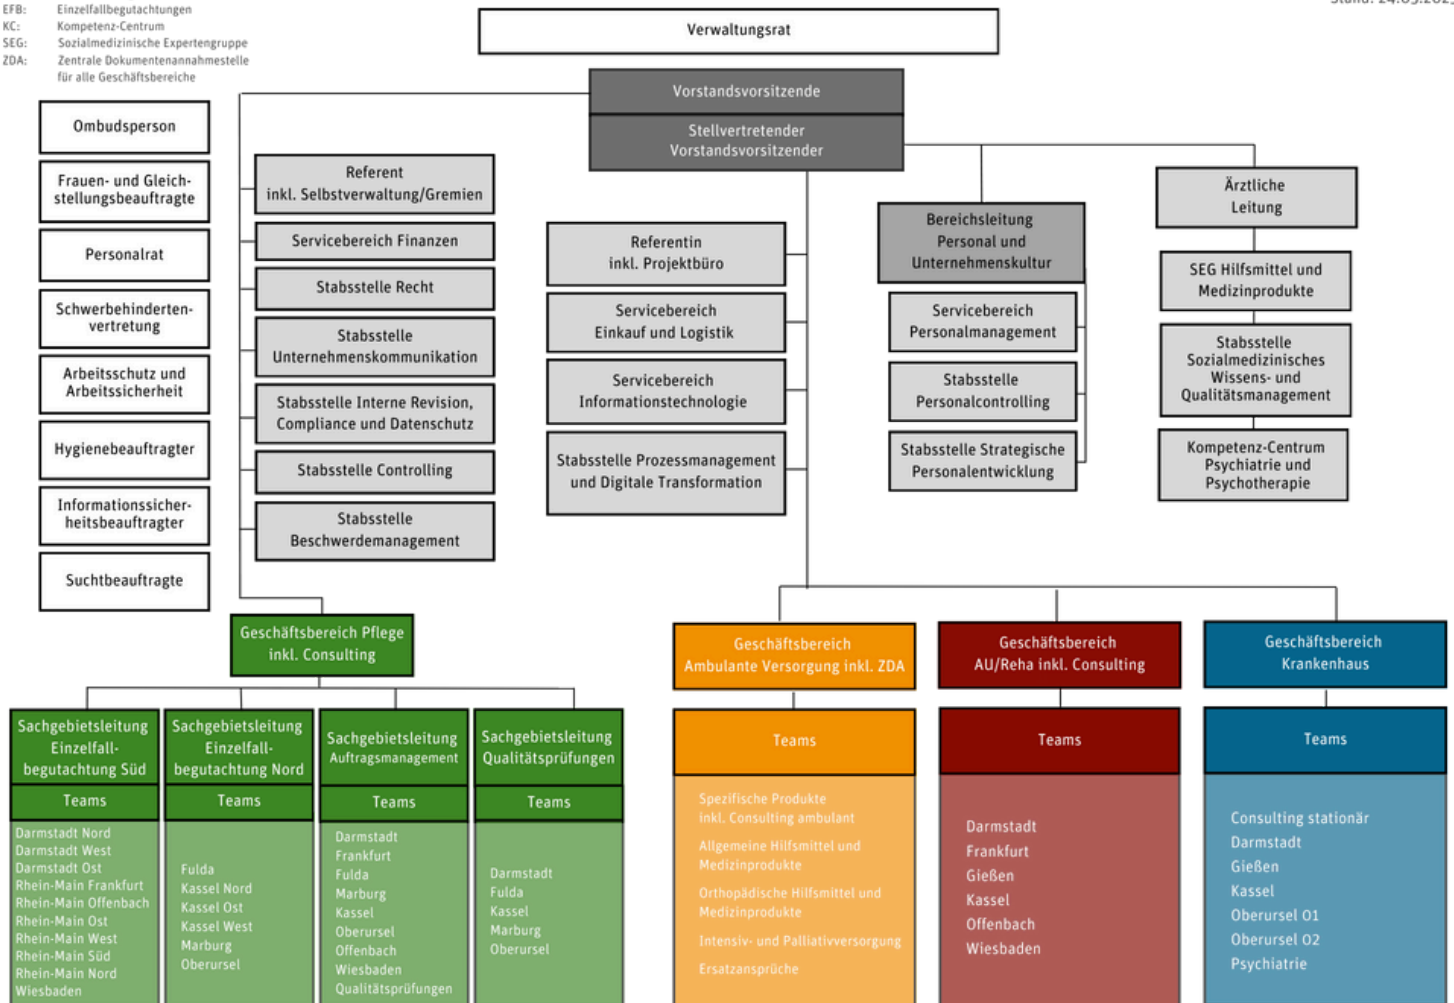 EFB: Einzelfallbegutachtungen
KC: Kompetenz-Centrum
SEG: Sozialmedizinische Expertengruppe
ZDA: Zentrale Dokumentenannahmestelle
für alle Geschäftsbereiche
Verwaltungsrat
Vorstandsvorsitzende
Stellvertretender
Vorstandsvorsitzender
Ombudsperson
Frauen- und Gleich-
stellungsbeauftragte
Personalrat
Schwerbehinderten-
vertretung
Arbeitsschutz und
Arbeitssicherheit
Hygienebeauftragter
Informationssicher-
heitsbeauftragter
Suchtbeauftragte
Referent
inkl. Selbstverwaltung/Gremien
Servicebereich Finanzen
Stabsstelle Recht
Stabsstelle
Unternehmenskommunikation
Stabsstelle Interne Revision,
Compliance und Datenschutz
Stabsstelle Controlling
Stabsstelle
Beschwerdemanagement
Referentin
inkl. Projektbüro
Servicebereich
Einkauf und Logistik
Servicebereich
Informationstechnologie
Stabsstelle Prozessmanagement
und Digitale Transformation
Bereichsleitung
Personal und
Unternehmenskultur
Servicebereich
Personalmanagement
Stabsstelle
Personalcontrolling
Stabsstelle Strategische
Personalentwicklung
Ärztliche
Leitung
SEG Hilfsmittel und
Medizinprodukte
Stabsstelle
Sozialmedizinisches
Wissens- und
Qualitätsmanagement
Kompetenz-Centrum
Psychiatrie und
Psychotherapie
Geschäftsbereich Pflege
inkl. Consulting
Sachgebietsleitung
Einzelfall-
begutachtung Süd
Teams
Darmstadt Nord
Darmstadt West
Darmstadt Ost
Rhein-Main Frankfurt
Rhein-Main Offenbach
Rhein-Main Ost
Rhein-Main West
Rhein-Main Süd
Rhein-Main Nord
Wiesbaden
Sachgebietsleitung
Einzelfall-
begutachtung Nord
Teams
Fulda
Kassel Nord
Kassel Ost
Kassel West
Marburg
Oberursel
Sachgebietsleitung
Auftragsmanagement
Teams
Darmstadt
Frankfurt
Fulda
Marburg
Kassel
Oberursel
Offenbach
Wiesbaden
Qualitätsprüfungen
Sachgebietsleitung
Qualitätsprüfungen
Teams
Darmstadt
Fulda
Kassel
Marburg
Oberursel
Geschäftsbereich
Ambulante Versorgung inkl. ZDA
Teams
Spezifische Produkte
inkl. Consulting ambulant
Allgemeine Hilfsmittel und
Medizinprodukte
Orthopädische Hilfsmittel und
Medizinprodukte
Intensiv- und Palliativversorgung
Ersatzansprüche
Geschäftsbereich
AU/Reha inkl. Consulting
Teams
Darmstadt
Frankfurt
Gießen
Kassel
Offenbach
Wiesbaden
Geschäftsbereich
Krankenhaus
Teams
Consulting stationär
Darmstadt
Gießen
Kassel
Oberursel O1
Oberursel O2
Psychiatrie